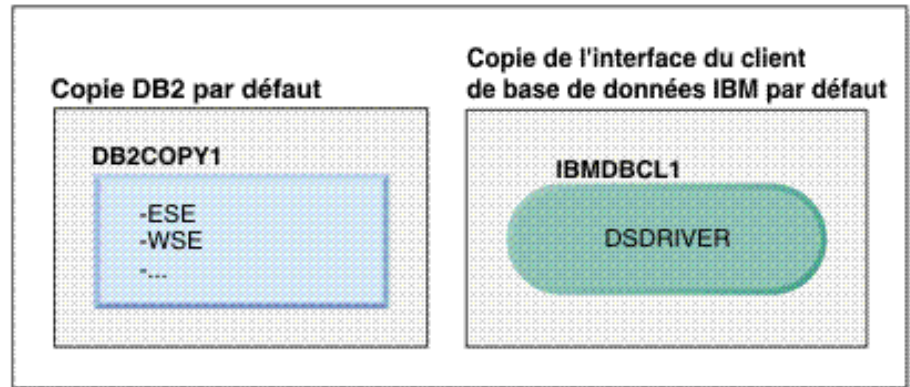 Copie DB2 par défaut
DB2COPY1
-ESE
-WSE
-...
Copie de l'interface du client
de base de données IBM par défaut
IBMDBCL1
DSDRIVER